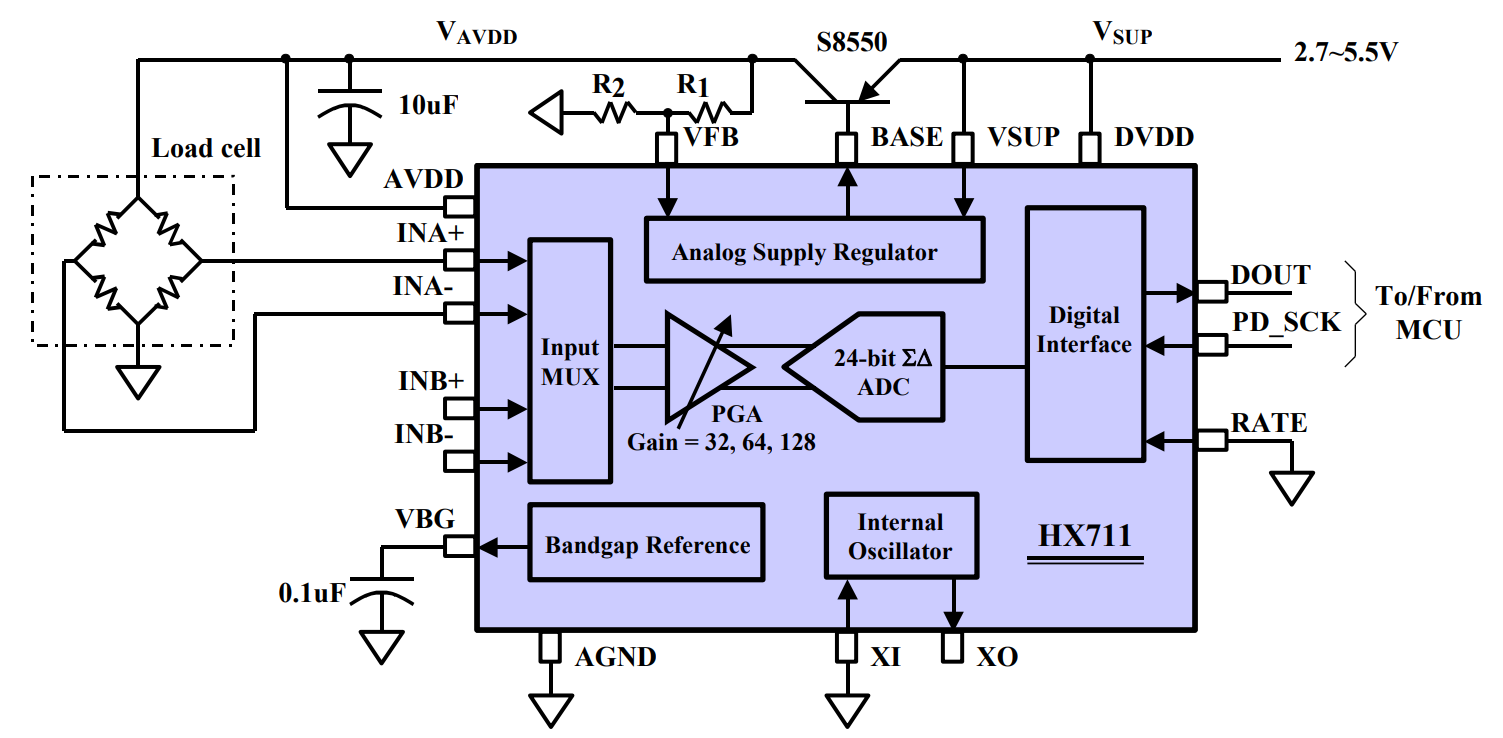 VAVDD
S8550
VSUP
2.7~5.5V
R2
R1
10uF
VFB
BASE
VSUP
DVDD
Load cell
AVDD
INA+
INA-
Analog Supply Regulator
DOUT
To/From
MCU
PD_SCK
Digital
Interface
Input
MUX
24-bit ΣΔ
ADC
INB+
INB-
PGA
Gain = 32, 64, 128
RATE
VBG
Bandgap Reference
Internal
Oscillator
HX711
0.1uF
AGND
XI
XO